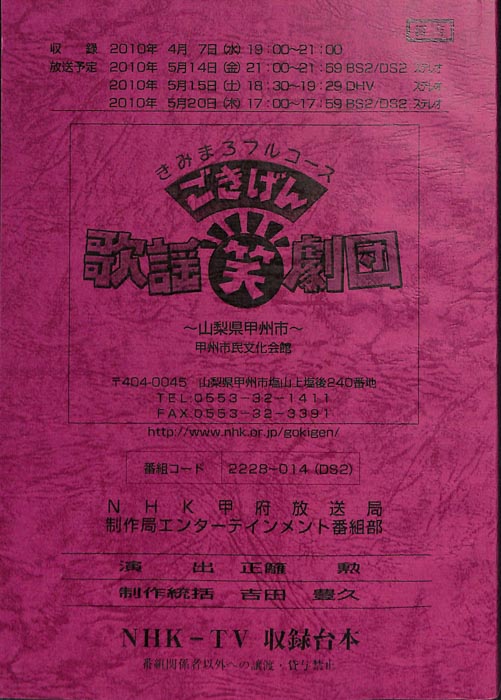 収 録 2010年 4月 7日(水) 19:00~21:00
放送予定 2010年 5月14日(金) 21:00~21:59 BS2/DS2 ステレオ
2010年 5月15日(土) 18:30~19:29 DHV ステレオ
2010年 5月20日(木) 17:00~17:59 BS2/DS2 ステレオ
きみまろフルコース
ごきげん
歌謡笑劇団
~山梨県甲州市~
甲州市民文化会館
〒404-0045 山梨県甲州市塩山上塩後240番地
TEL:0553-32-1411
FAX.0553-32-3391
http://www.nhk.or.jp/gokigen/
番組コード 2228-014(DS2)
NHK甲府放送局
制作局エンターテインメント番組部
演 出 正籬 勲
制作統括 吉田 豊久
NHK-TV 収録台本
番組関係者以外への譲渡・貸与禁止